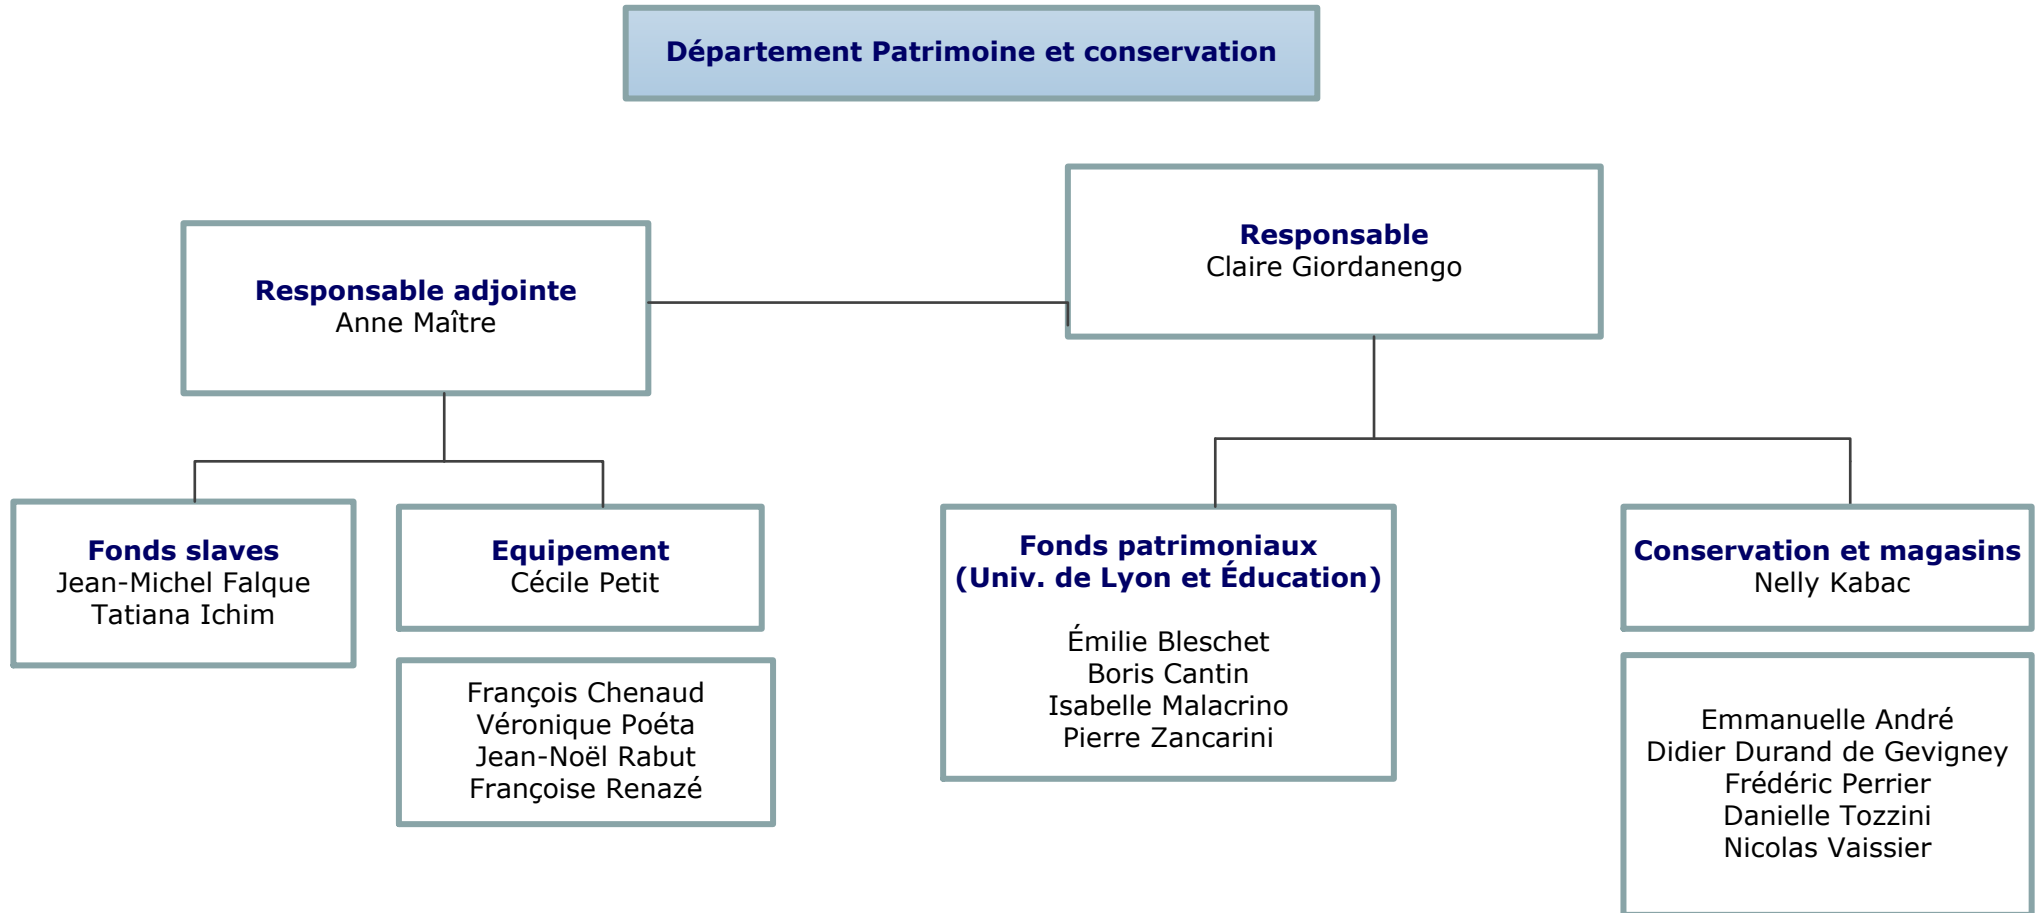 Département Patrimoine et conservation
Responsable
Claire Giordanengo
Responsable adjointe
Anne Maître
Fonds slaves
Jean-Michel Falque
Tatiana Ichim
Equipement
Cécile Petit
François Chenaud
Véronique Poéta
Jean-Noël Rabut
Françoise Renazé
Fonds patrimoniaux
(Univ. de Lyon et Éducation)
Émilie Bleschet
Boris Cantin
Isabelle Malacrino
Pierre Zancarini
Conservation et magasins
Nelly Kabac
Emmanuelle André
Didier Durand de Gevigney
Frédéric Perrier
Danielle Tozzini
Nicolas Vaissier